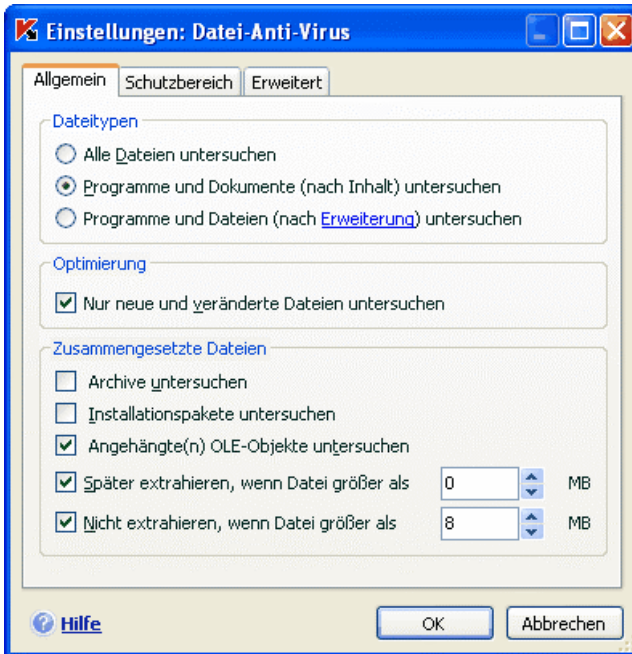 Einstellungen: Datei-Anti-Virus
Allgemein Schutzbereich Erweitert
Dateitypen
Alle Dateien untersuchen
Programme und Dokumente (nach Inhalt) untersuchen
Programme und Dateien (nach Erweiterung) untersuchen
Optimierung
Nur neue und veränderte Dateien untersuchen
Zusammengesetzte Dateien
Archive untersuchen
Installationspakete untersuchen
Angehängte(n) OLE-Objekte untersuchen
Später extrahieren, wenn Datei größer als 0 MB
Nicht extrahieren, wenn Datei größer als 8 MB
Hilfe OK Abbrechen